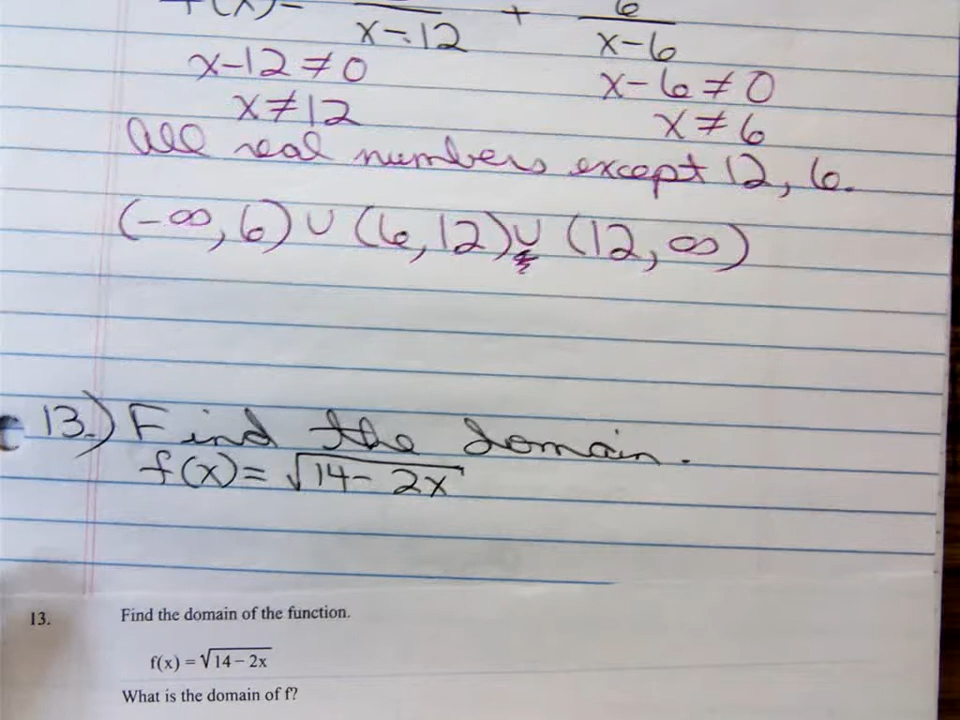 f(x)= +  6
x-12 x-6
x-12≠0 x-6≠0
x≠12 x≠6
All real numbers except 12, 6.
(-∞,6)∪(6,12)∪(12,∞)
13.) Find the domain.
f(x)=√14-2x
13. Find the domain of the function.
f(x) = √14-2x
What is the domain of f?